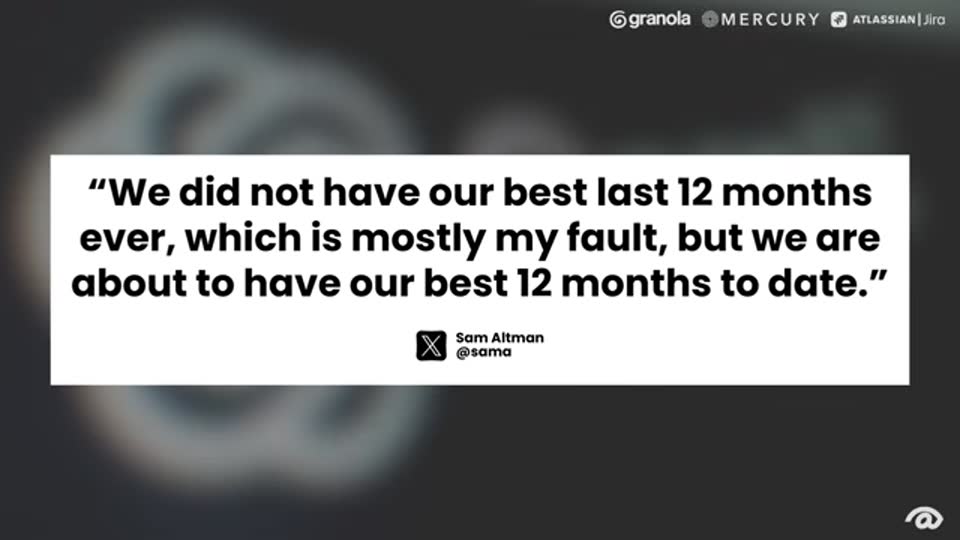 granola MERCURY ATLASSIAN | Jira
“We did not have our best last 12 months
ever, which is mostly my fault, but we are
about to have our best 12 months to date.”
Sam Altman
@sama